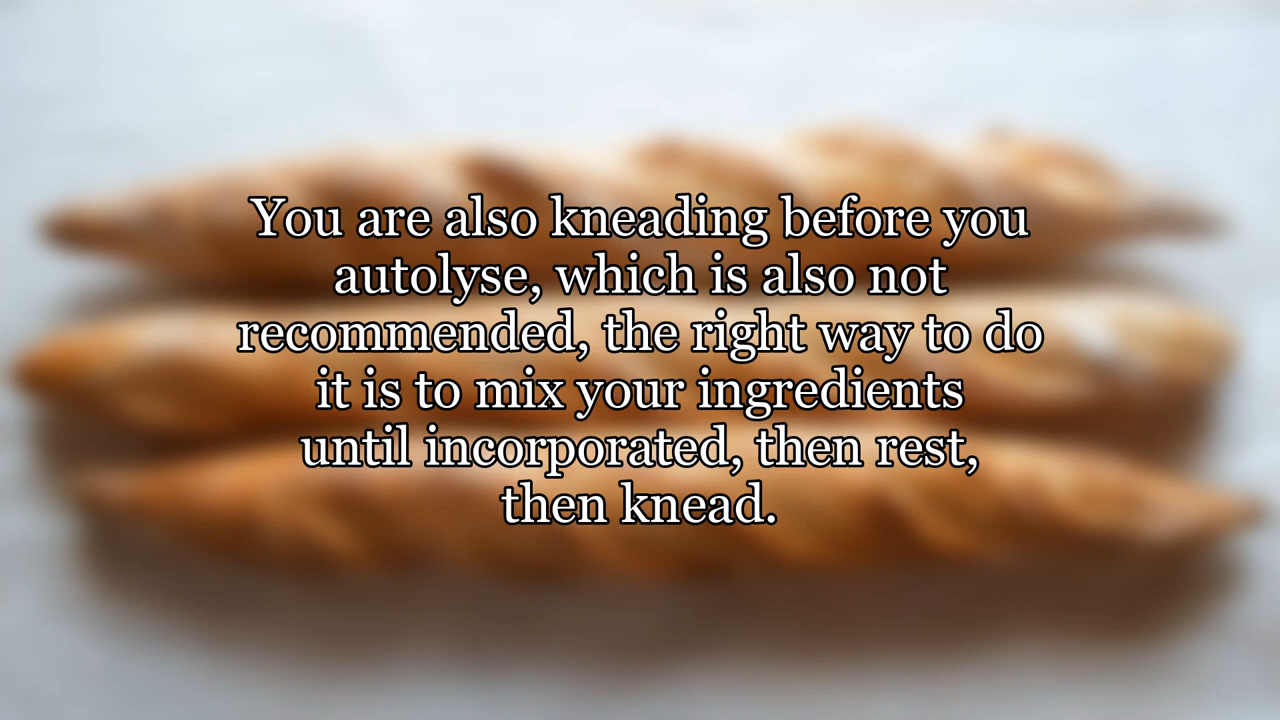 You are also kneading before you
autolyse, which is also not
recommended, the right way to do
it is to mix your ingredients
until incorporated, then rest,
then knead.